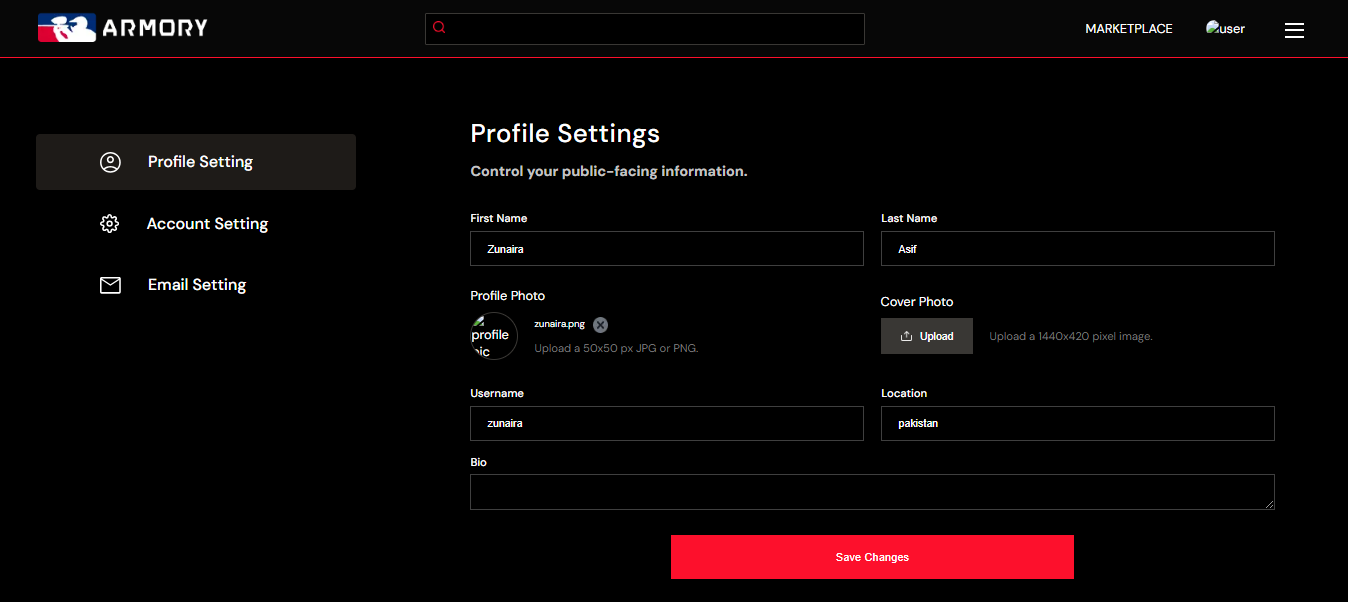 ARMORY
MARKETPLACE
user
Profile Setting
Account Setting
Email Setting
Profile Settings
Control your public-facing information.
First Name
Last Name
Zunaira
Asif
Profile Photo
Cover Photo
profile
pic
zunaira.png
Upload a 50x50 px JPG or PNG.
Upload
Upload a 1440x420 pixel image.
Username
Location
zunaira
pakistan
Bio
Save Changes